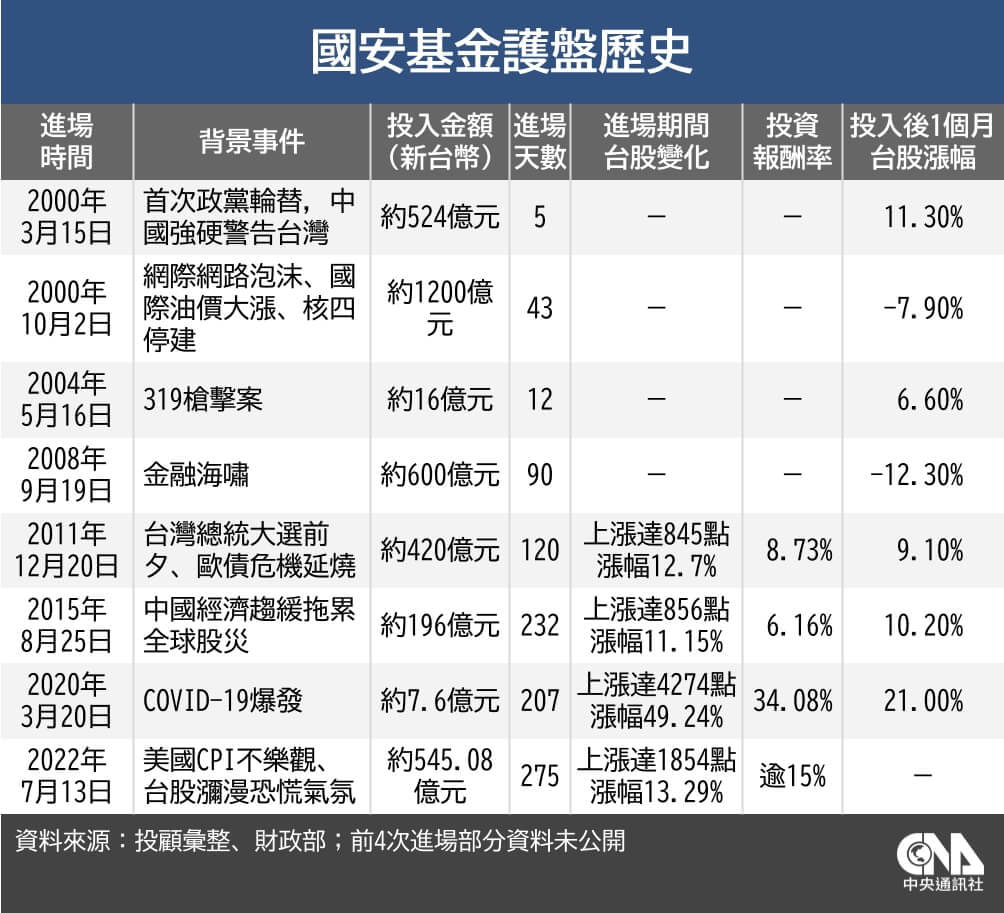 國安基金護盤歷史
進場
時間
背景事件
投入金額
（新台幣）
進場
天數
進場期間
台股變化
投資
報酬率
投入後1個月
台股漲幅
2000年
3月15日
首次政黨輪替，中
國強硬警告台灣
約524億元
5
—
—
11.30%
2000年
10月2日
網際網路泡沫、國
際油價大漲、核四
停建
約1200億
元
43
—
—
-7.90%
2004年
5月16日
319槍擊案
約16億元
12
—
—
6.60%
2008年
9月19日
金融海嘯
約600億元
90
—
—
-12.30%
2011年
12月20日
台灣總統大選前
夕、歐債危機延燒
約420億元
120
上漲達845點
漲幅12.7%
8.73%
9.10%
2015年
8月25日
中國經濟趨緩拖累
全球股災
約196億元
232
上漲達856點
漲幅11.15%
6.16%
10.20%
2020年
3月20日
COVID-19爆發
約7.6億元
207
上漲達4274點
漲幅49.24%
34.08%
21.00%
2022年
7月13日
美國CPI不樂觀、
台股瀰漫恐慌氣氛
約545.08
億元
275
上漲達1854點
漲幅13.29%
逾15%
—
資料來源：投顧彙整、財政部；前4次進場部分資料未公開
CNA
中央通訊社